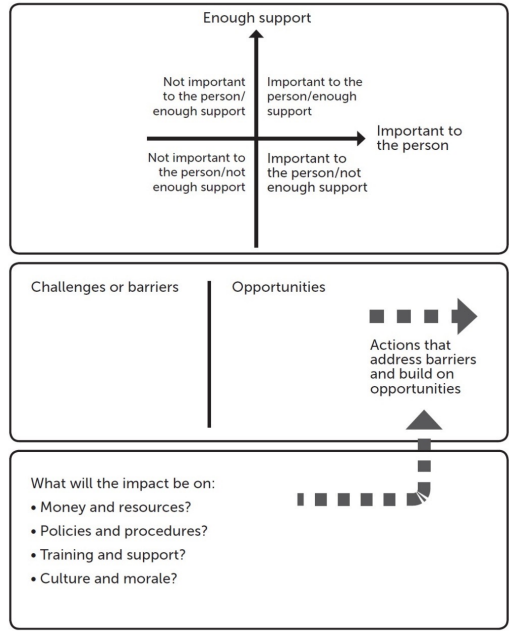 Enough support
Not important
to the person/
enough support
Important to the
person/enough
support
Important to
the person
Not important to
the person/not
enough support
Important to
the person/not
enough support
Challenges or barriers
Opportunities
Actions that
address barriers
and build on
opportunities
What will the impact be on:
• Money and resources?
• Policies and procedures?
• Training and support?
• Culture and morale?